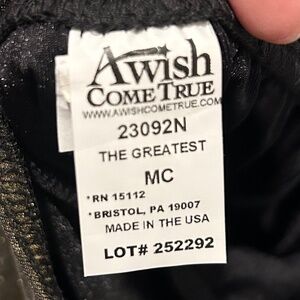 A wish
COME TRUE
WWW.AWISHCOMETRUE.COM
23092N
THE GREATEST
MC
*RN 15112
*BRISTOL, PA 19007
MADE IN THE USA
LOT# 252292